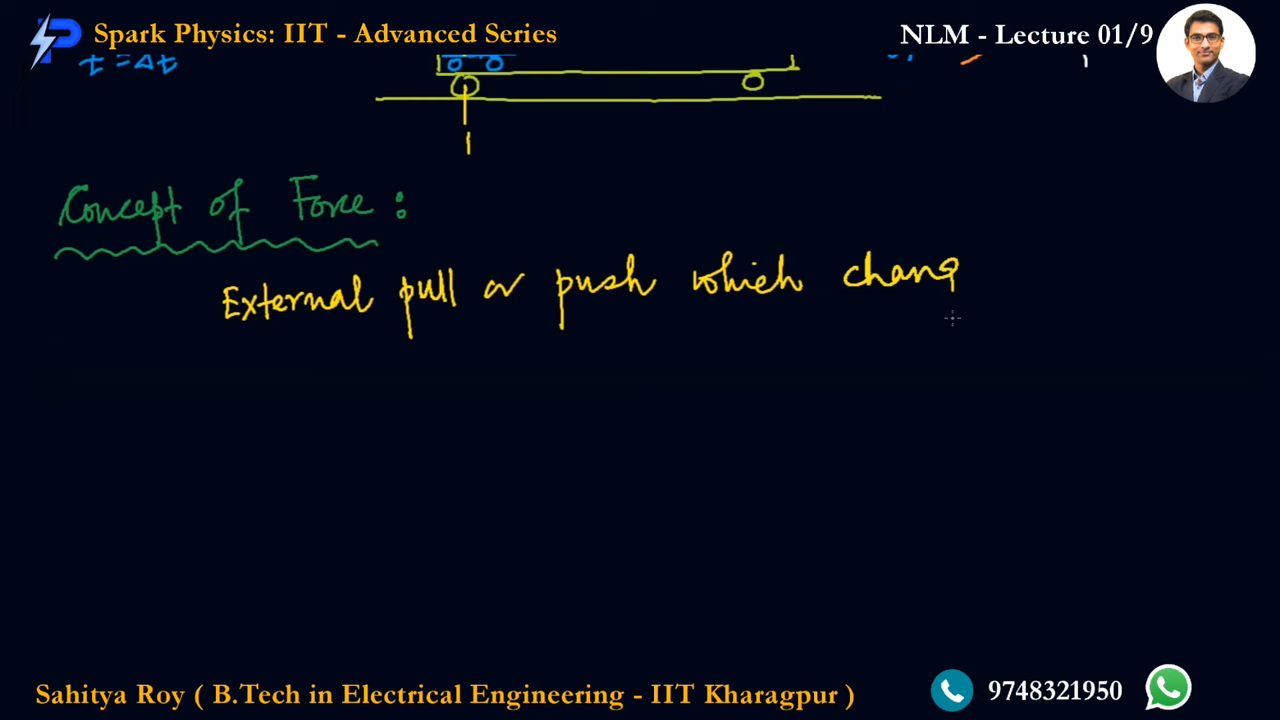 Spark Physics: IIT - Advanced Series
NLM - Lecture 01/9
t = Δt
Concept of Force:
External pull or push which chang
Sahitya Roy ( B.Tech in Electrical Engineering - IIT Kharagpur )
9748321950